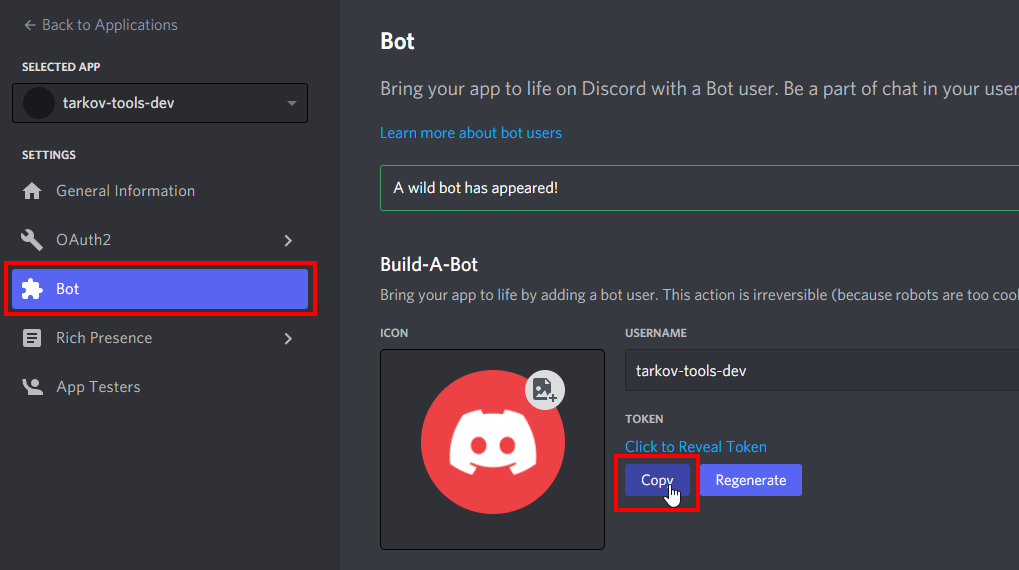 Back to Applications
SELECTED APP
tarkov-tools-dev
SETTINGS
General Information
OAuth2
Bot
Rich Presence
App Testers
Bot
Bring your app to life on Discord with a Bot user. Be a part of chat in your user
Learn more about bot users
A wild bot has appeared!
Build-A-Bot
Bring your app to life by adding a bot user. This action is irreversible (because robots are too cool
ICON
USERNAME
tarkov-tools-dev
TOKEN
Click to Reveal Token
Copy
Regenerate